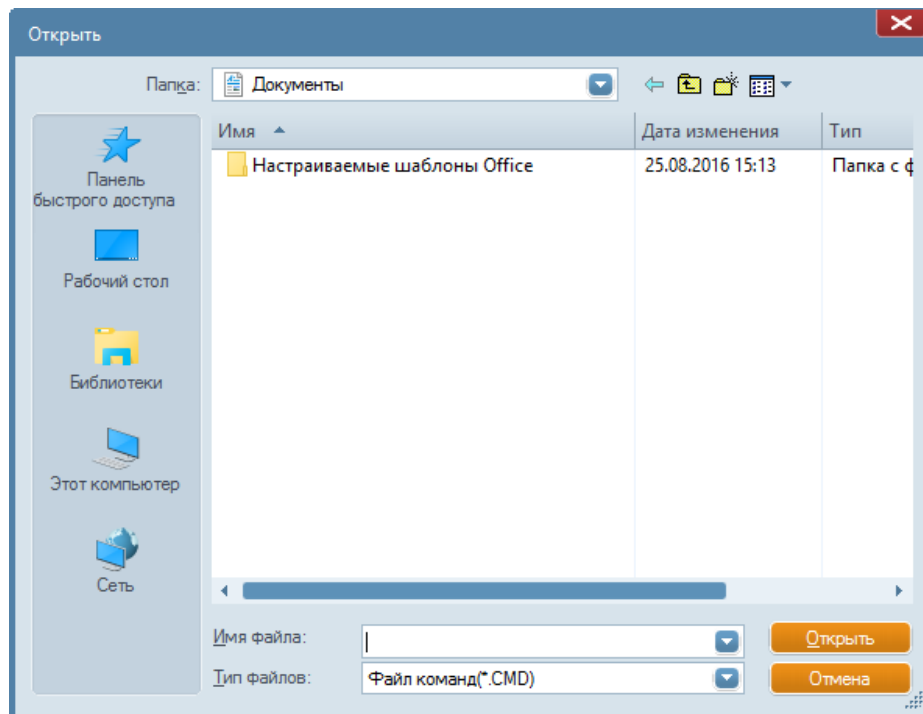 Открыть
Папка: Документы
Имя Дата изменения Тип
Настраиваемые шаблоны Office 25.08.2016 15:13 Папка с ф
Панель
быстрого доступа
Рабочий стол
Библиотеки
Этот компьютер
Сеть
Имя файла: Открыть
Тип файлов: Файл команд(*.CMD) Отмена